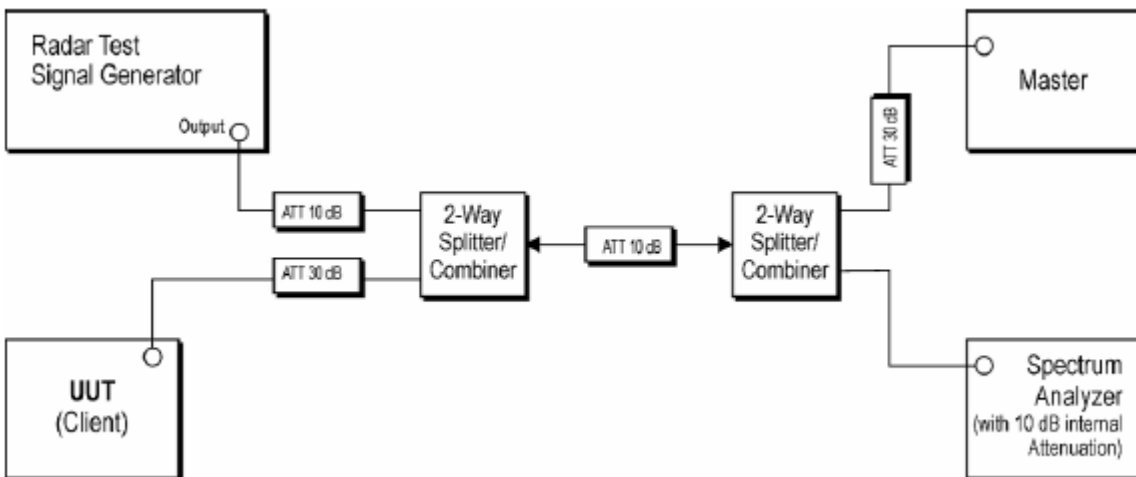 Radar Test
Signal Generator
Output
Master
ATT 30 dB
ATT 10 dB
2-Way
Splitter/
Combiner
ATT 10 dB
2-Way
Splitter/
Combiner
ATT 30 dB
UUT
(Client)
Spectrum
Analyzer
(with 10 dB internal
Attenuation)